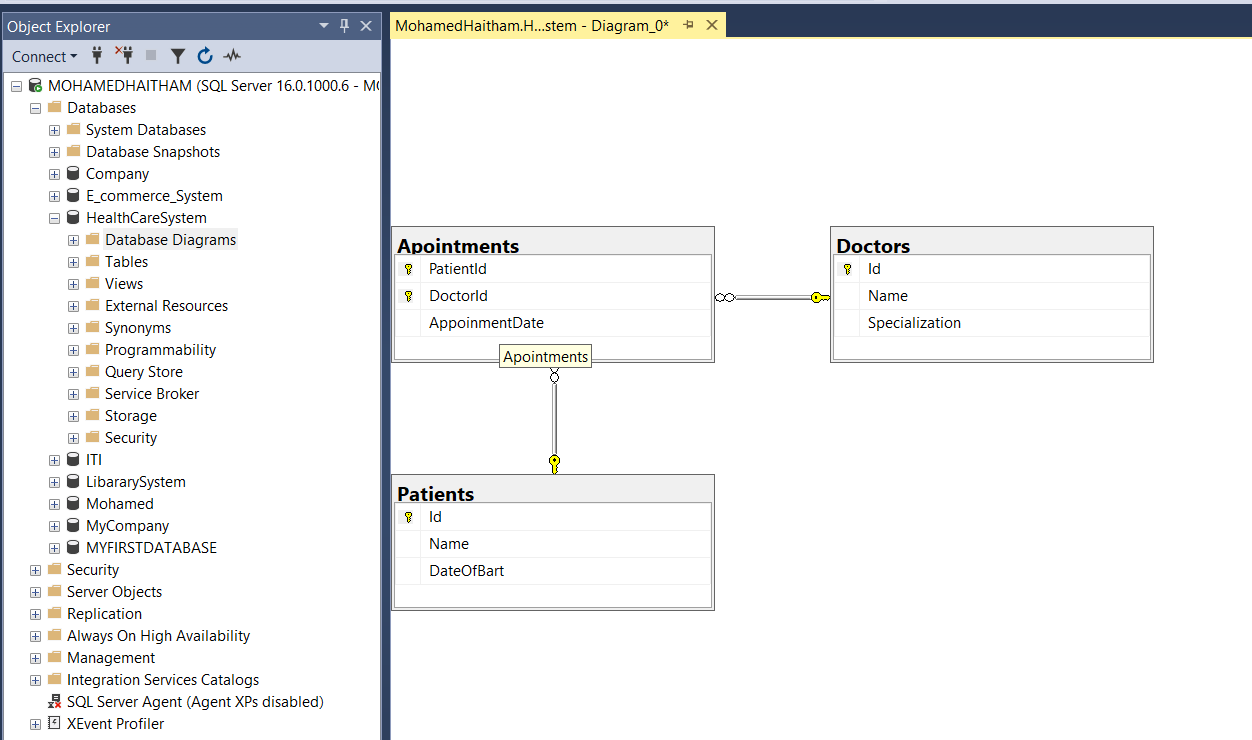 Object Explorer
Connect
MOHAMEDHAITHAM (SQL Server 16.0.1000.6 - MO
Databases
System Databases
Database Snapshots
Company
E_commerce_System
HealthCareSystem
Database Diagrams
Tables
Views
External Resources
Synonyms
Programmability
Query Store
Service Broker
Storage
Security
ITI
LibararySystem
Mohamed
MyCompany
MYFIRSTDATABASE
Security
Server Objects
Replication
Always On High Availability
Management
Integration Services Catalogs
SQL Server Agent (Agent XPs disabled)
XEvent Profiler
MohamedHaitham.H...stem - Diagram_0*
Apointments
PatientId
DoctorId
AppoinmentDate
Apointments
Doctors
Id
Name
Specialization
Patients
Id
Name
DateOfBart